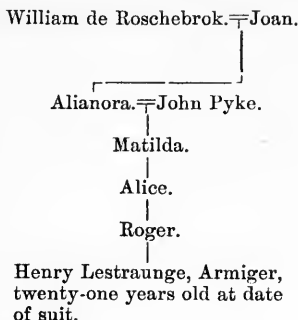 William de Roschebrok.=Joan.
Alianora.=John Pyke.
Matilda.
Alice.
Roger.
Henry Lestraunge, Armiger,
twenty-one years old at date
of suit.